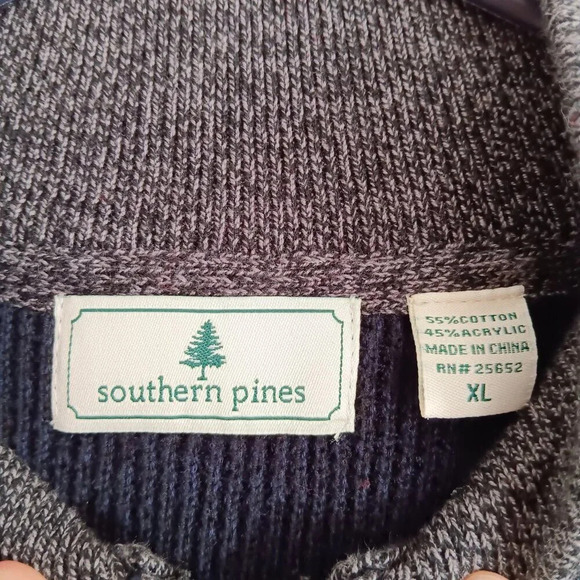 southern pines
55% COTTON
45% ACRYLIC
MADE IN CHINA
RN# 25652
XL